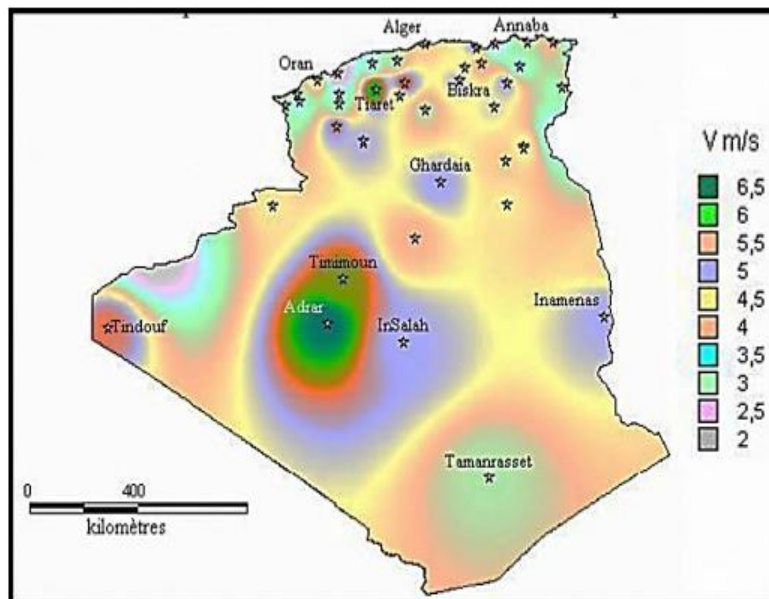 Alger
Annaba
Oran
Tiaret
Biskra
Ghardaia
Timimoun
Adrar
Tindouf
InSalah
Inamenas
Tamanrasset
0
400
kilomètres
V m/s
6,5
6
5,5
5
4,5
4
3,5
3
2,5
2